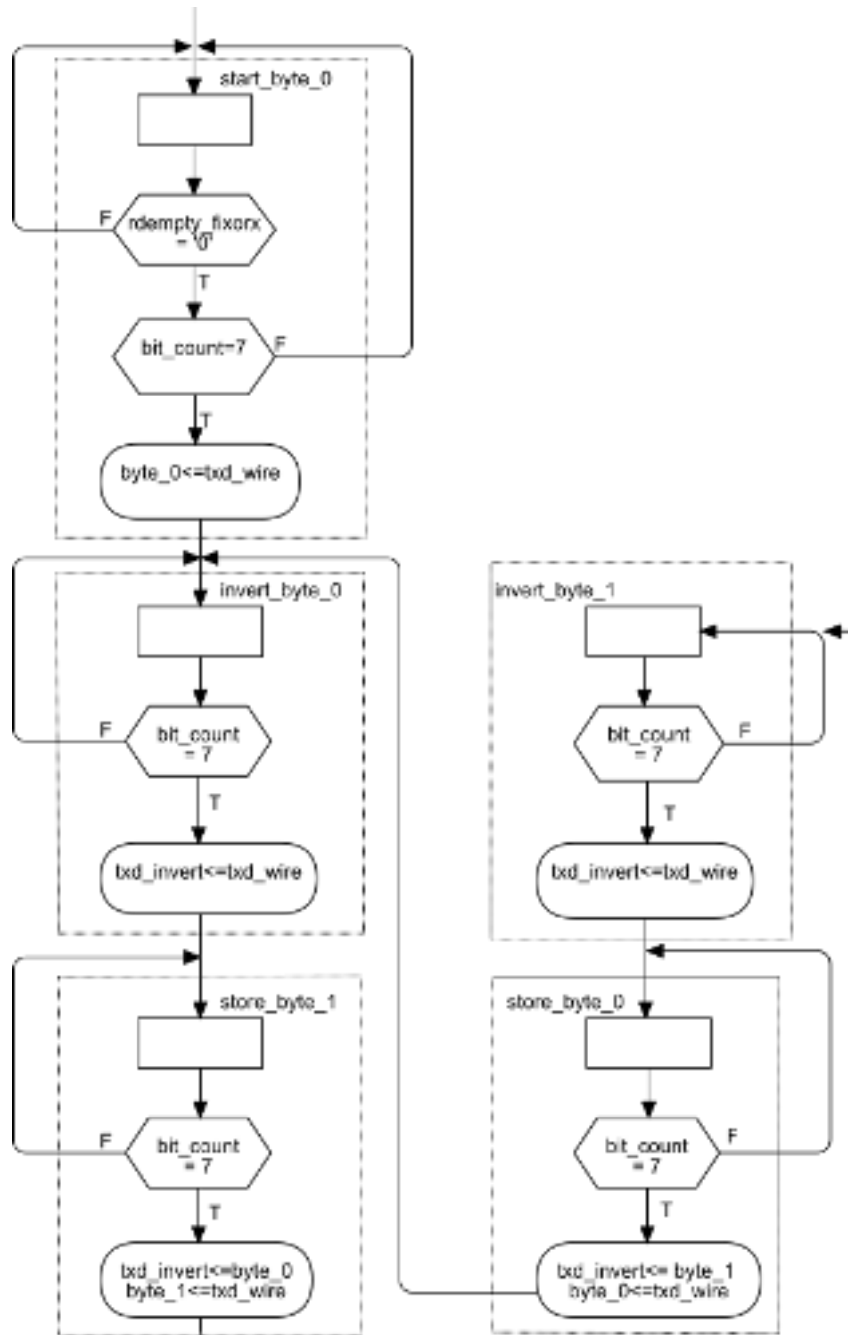 start_byte_0
rdempty_fixorx
= '0'
F
T
bit_count=7
F
T
byte_0<=txd_wire
invert_byte_0
bit_count
= 7
F
T
txd_invert<=txd_wire
store_byte_1
bit_count
= 7
F
T
txd_invert<=byte_0
byte_1<=txd_wire
invert_byte_1
bit_count
= 7
F
T
txd_invert<=txd_wire
store_byte_0
bit_count
= 7
F
T
txd_invert<= byte_1
byte_0<=txd_wire